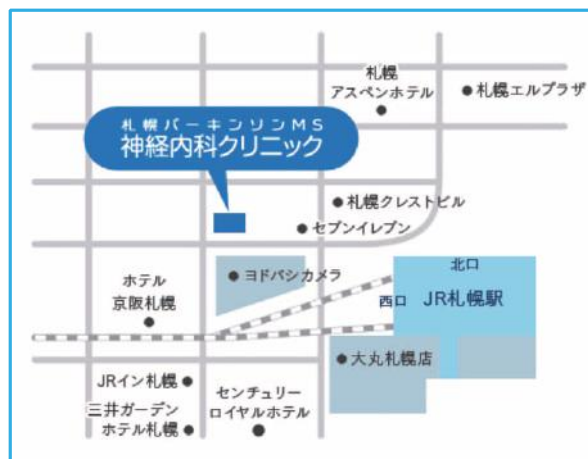 札幌
アスペンホテル
札幌エルプラザ
札幌パーキンソンMS
神経内科クリニック
札幌クレストビル
セブンイレブン
ヨドバシカメラ
北口
西口
JR札幌駅
ホテル
京阪札幌
大丸札幌店
JRイン札幌
三井ガーデン
ホテル札幌
センチュリー
ロイヤルホテル